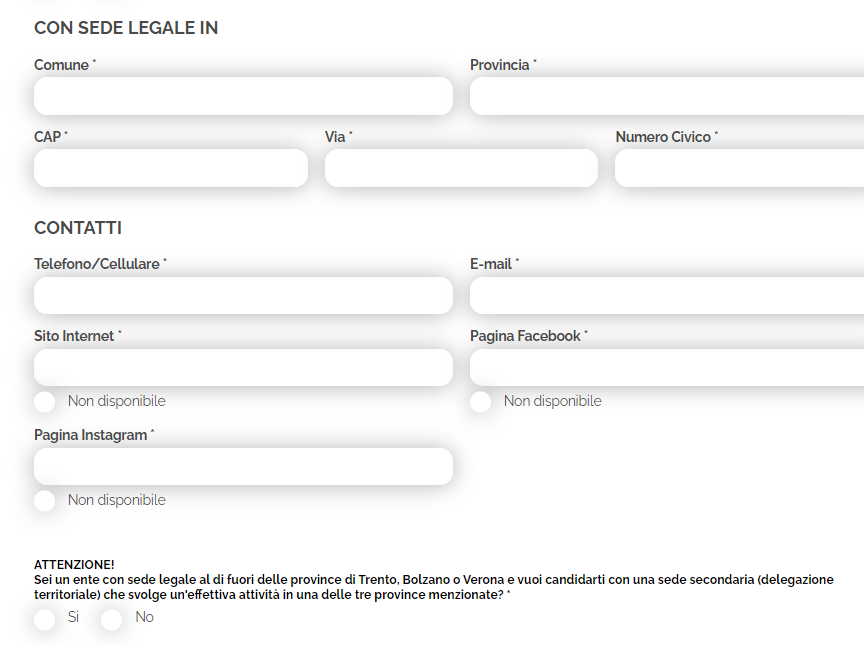 CON SEDE LEGALE IN
Comune * Provincia *
CAP * Via * Numero Civico *
CONTATTI
Telefono/Cellulare * E-mail *
Sito Internet * Pagina Facebook *
Non disponibile Non disponibile
Pagina Instagram *
Non disponibile
ATTENZIONE!
Sei un ente con sede legale al di fuori delle province di Trento, Bolzano o Verona e vuoi candidarti con una sede secondaria (delegazione
territoriale) che svolge un'effettiva attività in una delle tre province menzionate? *
Si No